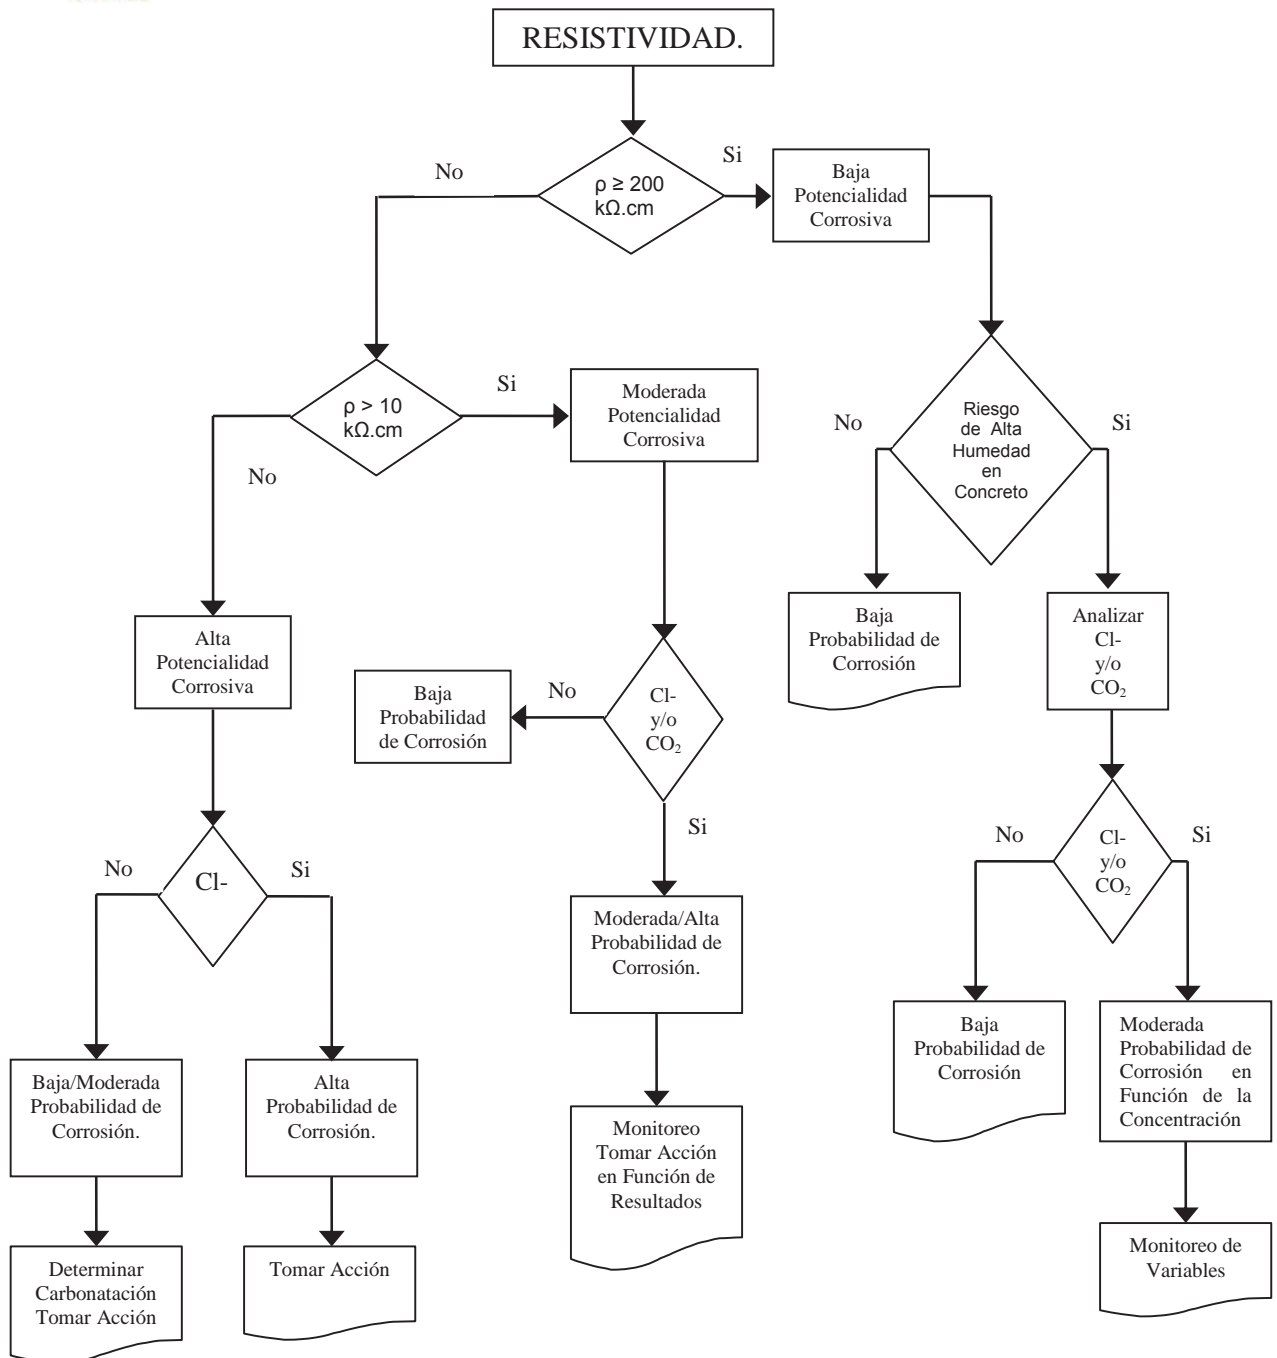 RESISTIVIDAD.
No
Si
ρ ≥ 200
kΩ.cm
Baja
Potencialidad
Corrosiva
ρ > 10
kΩ.cm
Si
No
Moderada
Potencialidad
Corrosiva
No
Riesgo
de Alta
Humedad
en
Concreto
Si
Alta
Potencialidad
Corrosiva
Baja
Probabilidad
de Corrosión
No
Cl-
y/o
CO₂
Si
Baja
Probabilidad de
Corrosión
Analizar
Cl-
y/o
CO₂
No
Cl-
Si
Moderada/Alta
Probabilidad de
Corrosión.
No
Cl-
y/o
CO₂
Si
Baja/Moderada
Probabilidad de
Corrosión.
Alta
Probabilidad de
Corrosión.
Monitoreo
Tomar Acción
en Función de
Resultados
Baja
Probabilidad de
Corrosión
Moderada
Probabilidad de
Corrosión en
Función de la
Concentración
Determinar
Carbonatación
Tomar Acción
Tomar Acción
Monitoreo de
Variables